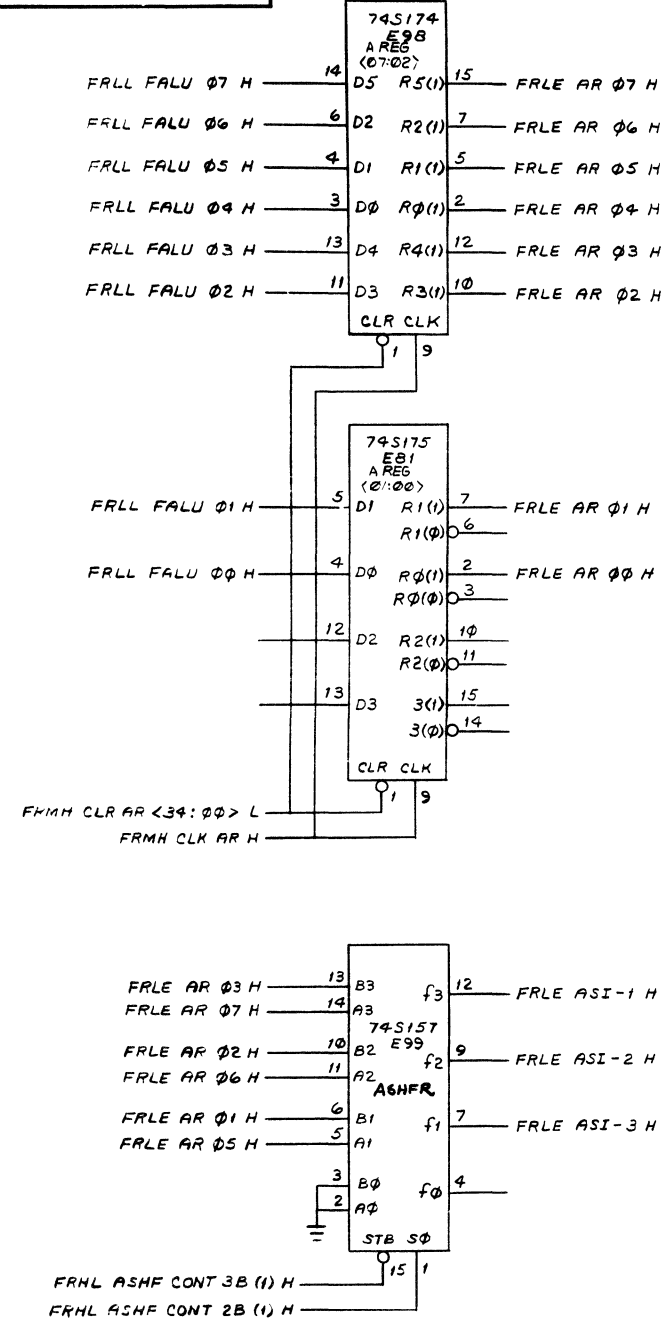 74S174
E98
A REG
<07:02>
FRLL FALU Ø7 H 14 D5 R5(1) 15 FRLE AR Ø7 H
FRLL FALU Ø6 H 6 D2 R2(1) 7 FRLE AR Ø6 H
FRLL FALU Ø5 H 4 D1 R1(1) 5 FRLE AR Ø5 H
FRLL FALU Ø4 H 3 DØ RØ(1) 2 FRLE AR Ø4 H
FRLL FALU Ø3 H 13 D4 R4(1) 12 FRLE AR Ø3 H
FRLL FALU Ø2 H 11 D3 R3(1) 1Ø FRLE AR Ø2 H
CLR CLK
1 9
74S175
E81
A REG
<Ø1:00>
FRLL FALU Ø1 H 5 D1 R1(1) 7 FRLE AR Ø1 H
R1(Ø) 6
FRLL FALU ØØ H 4 DØ RØ(1) 2 FRLE AR ØØ H
RØ(Ø) 3
12 D2 R2(1) 1Ø
R2(Ø) 11
13 D3 3(1) 15
3(Ø) 14
CLR CLK
1 9
FRMH CLR AR <34:ØØ> L
FRMH CLK AR H
FRLE AR Ø3 H 13 B3 f3 12 FRLE ASI-1 H
FRLE AR Ø7 H 14 A3
74S157
E99
FRLE AR Ø2 H 1Ø B2 f2 9 FRLE ASI-2 H
FRLE AR Ø6 H 11 A2
ASHFR
FRLE AR Ø1 H 6 B1 f1 7 FRLE ASI-3 H
FRLE AR Ø5 H 5 A1
3 BØ fØ 4
2 AØ
STB SØ
15 1
FRHL ASHF CONT 3B (1) H
FRHL ASHF CONT 2B (1) H